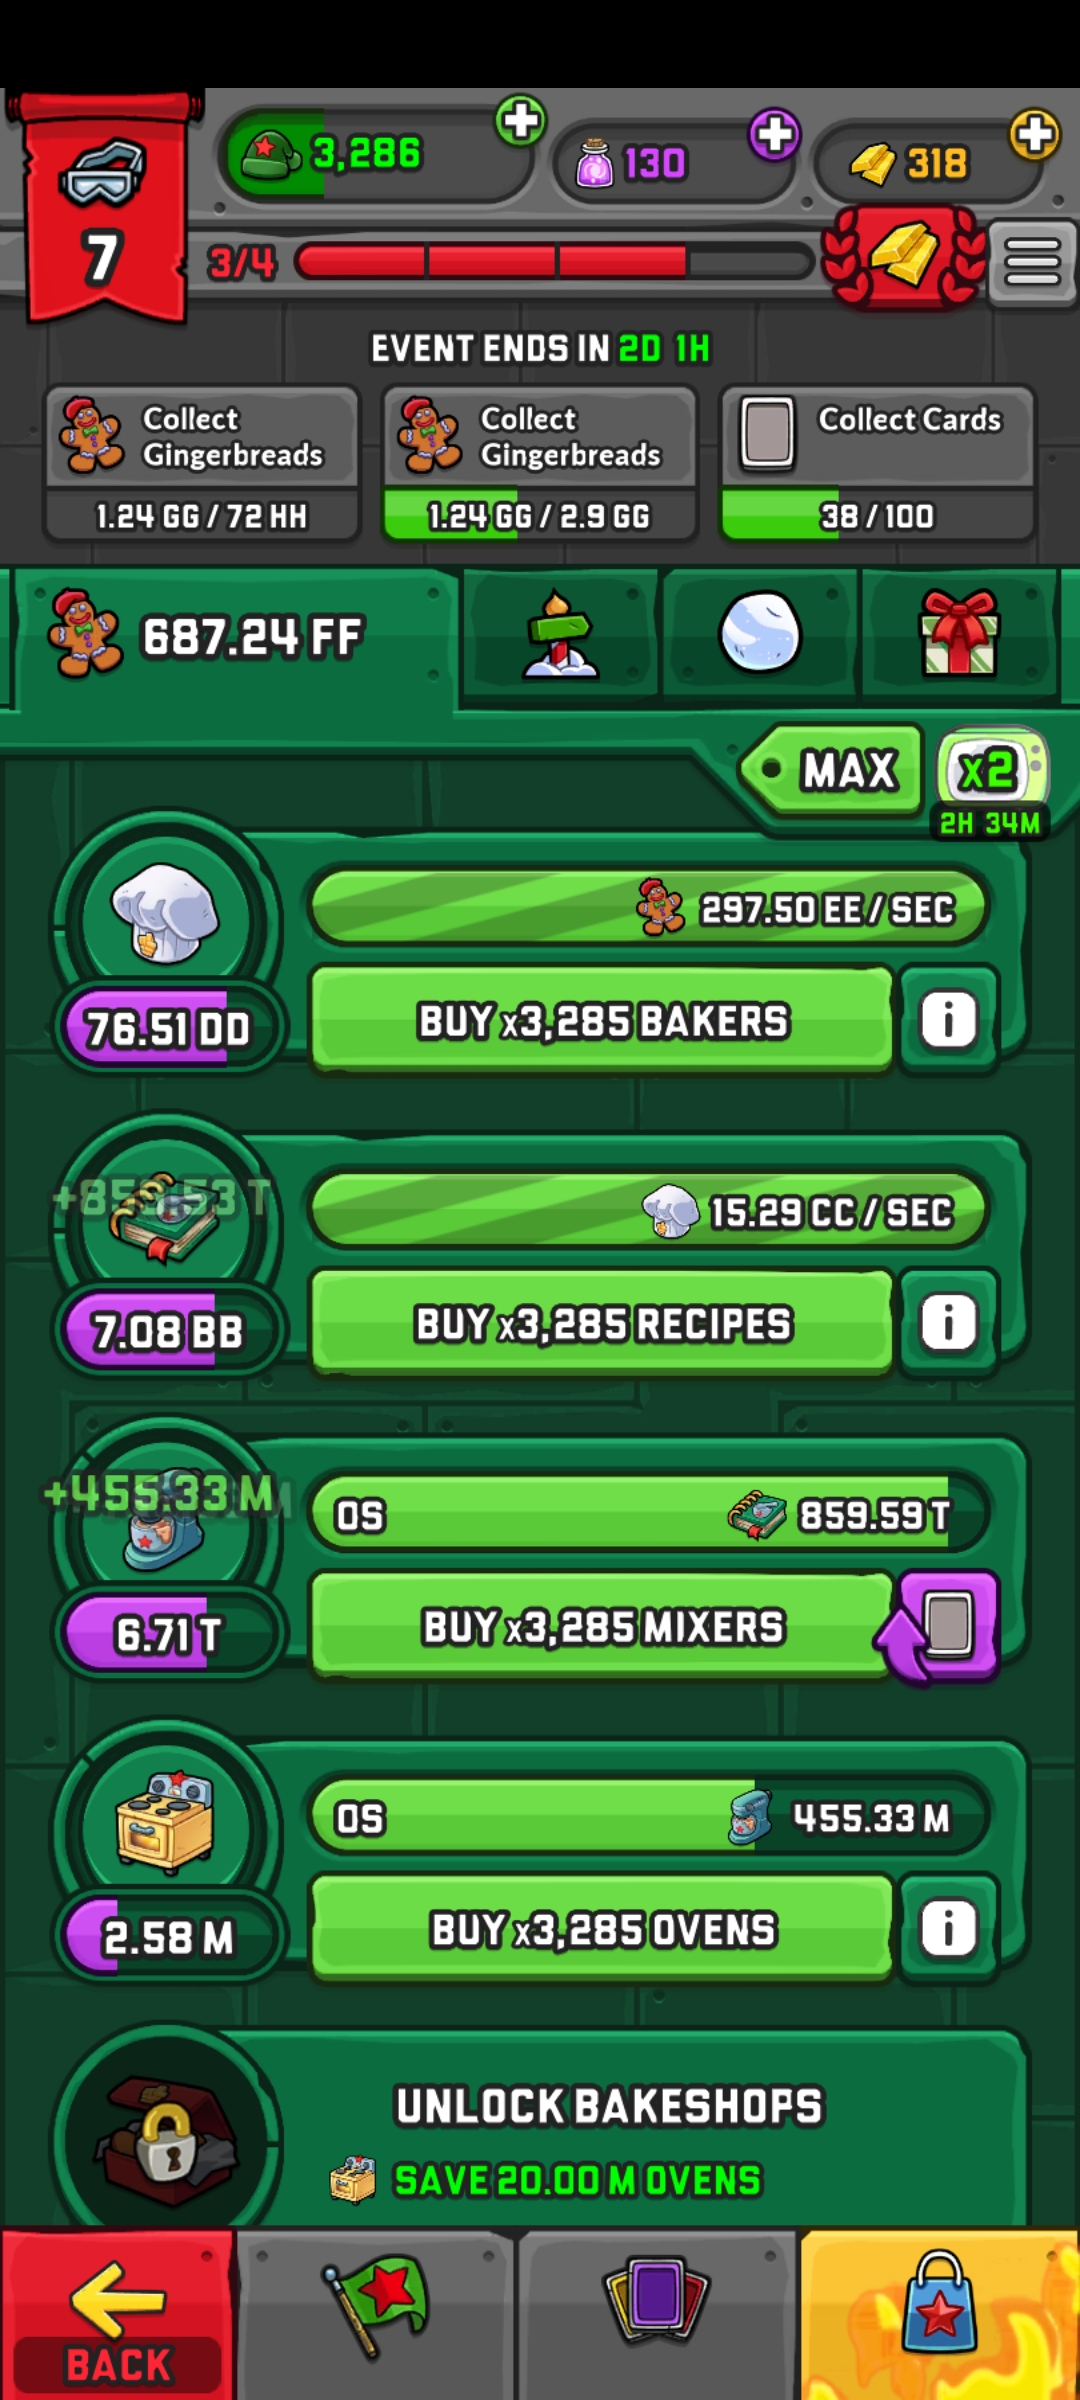 3,286
130
318
7
3/4
EVENT ENDS IN 2D 1H
Collect
Gingerbreads
1.24 GG / 72 HH
Collect
Gingerbreads
1.24 GG / 2.9 GG
Collect Cards
38 / 100
687.24 FF
MAX
x2
2H 34M
297.50 EE / SEC
76.51 DD
BUY x3,285 BAKERS
i
+859.53 T
15.29 CC / SEC
7.08 BB
BUY x3,285 RECIPES
i
+455.33 M
0S
859.59 T
6.71 T
BUY x3,285 MIXERS
0S
455.33 M
2.58 M
BUY x3,285 OVENS
i
UNLOCK BAKESHOPS
SAVE 20.00 M OVENS
BACK